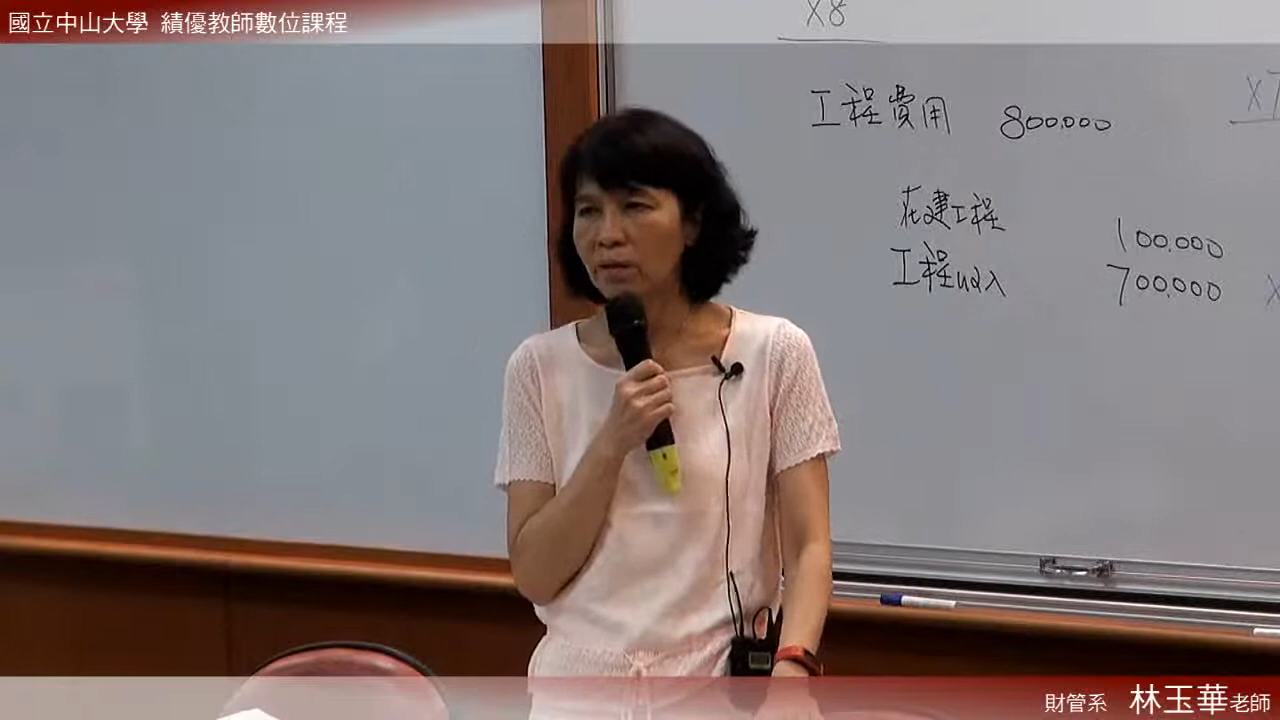 國立中山大學 績優教師數位課程
X8
工程費用 800,000
X7
在建工程 100,000
工程收入 700,000
財管系 林玉華老師